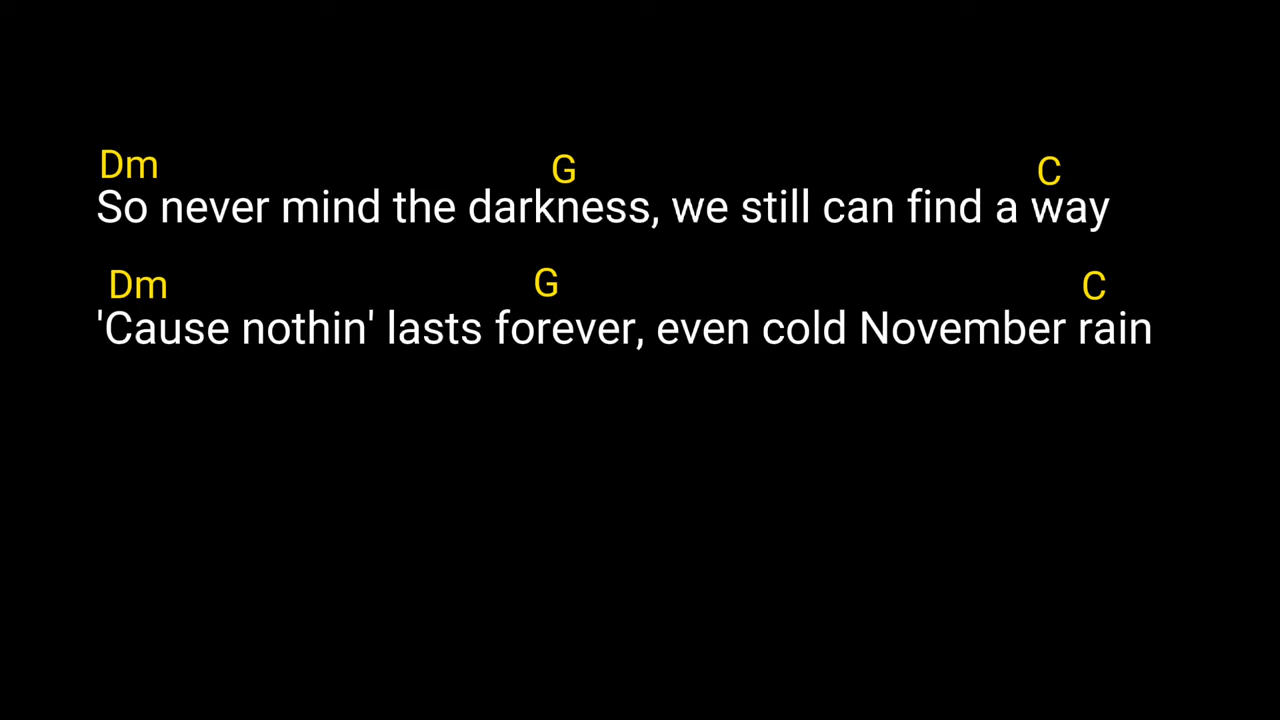 Dm G C
So never mind the darkness, we still can find a way
Dm G C
'Cause nothin' lasts forever, even cold November rain